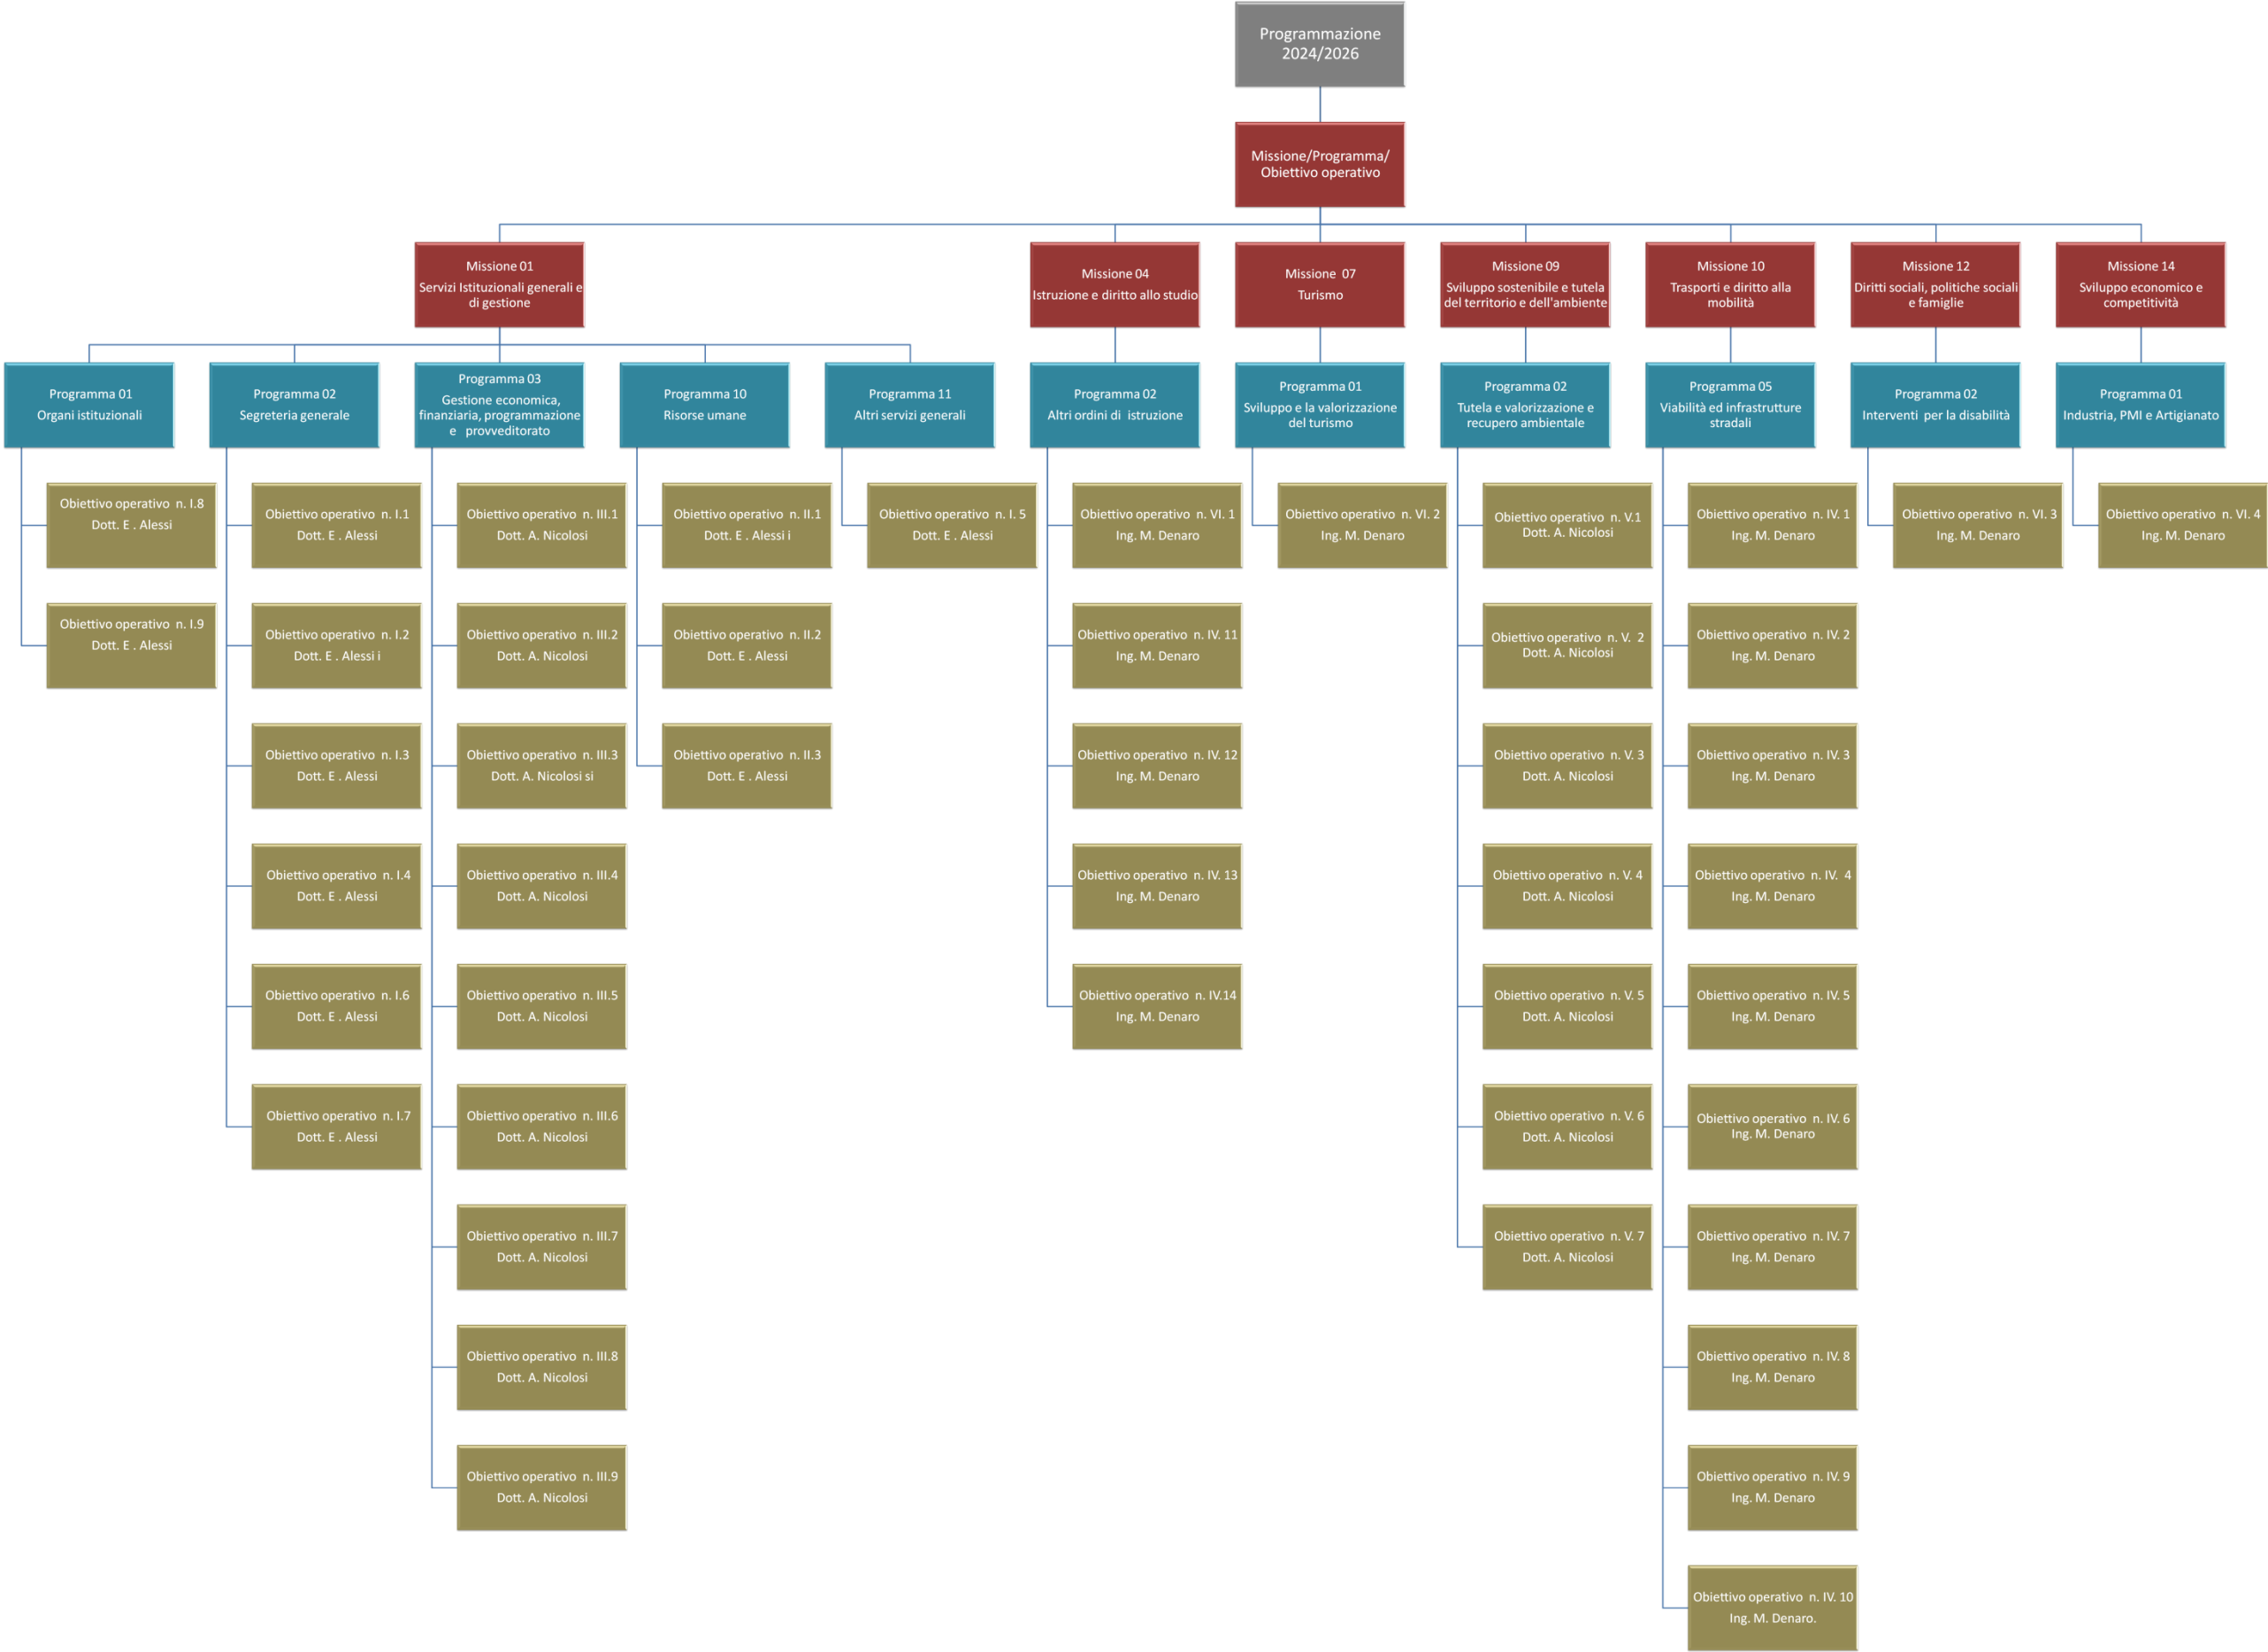 Programmazione
2024/2026
Missione/Programma/
Obiettivo operativo
Missione 01
Servizi Istituzionali generali e
di gestione
Missione 04
Istruzione e diritto allo studio
Missione  07
Turismo
Missione 09
Sviluppo sostenibile e tutela
del territorio e dell'ambiente
Missione 10
Trasporti e diritto alla
mobilità
Missione 12
Diritti sociali, politiche sociali
e famiglie
Missione 14
Sviluppo economico e
competitività
Programma 01
Organi istituzionali
Programma 02
Segreteria generale
Programma 03
Gestione economica,
finanziaria, programmazione
e   provveditorato
Programma 10
Risorse umane
Programma 11
Altri servizi generali
Programma 02
Altri ordini di  istruzione
Programma 01
Sviluppo e la valorizzazione
del turismo
Programma 02
Tutela e valorizzazione e
recupero ambientale
Programma 05
Viabilità ed infrastrutture
stradali
Programma 02
Interventi  per la disabilità
Programma 01
Industria, PMI e Artigianato
Obiettivo operativo  n. I.8
Dott. E . Alessi
Obiettivo operativo  n. I.9
Dott. E . Alessi
Obiettivo operativo  n. I.1
Dott. E . Alessi
Obiettivo operativo  n. I.2
Dott. E . Alessi i
Obiettivo operativo  n. I.3
Dott. E . Alessi
Obiettivo operativo  n. I.4
Dott. E . Alessi
Obiettivo operativo  n. I.6
Dott. E . Alessi
Obiettivo operativo  n. I.7
Dott. E . Alessi
Obiettivo operativo  n. III.1
Dott. A. Nicolosi
Obiettivo operativo  n. III.2
Dott. A. Nicolosi
Obiettivo operativo  n. III.3
Dott. A. Nicolosi si
Obiettivo operativo  n. III.4
Dott. A. Nicolosi
Obiettivo operativo  n. III.5
Dott. A. Nicolosi
Obiettivo operativo  n. III.6
Dott. A. Nicolosi
Obiettivo operativo  n. III.7
Dott. A. Nicolosi
Obiettivo operativo  n. III.8
Dott. A. Nicolosi
Obiettivo operativo  n. III.9
Dott. A. Nicolosi
Obiettivo operativo  n. II.1
Dott. E . Alessi i
Obiettivo operativo  n. II.2
Dott. E . Alessi
Obiettivo operativo  n. II.3
Dott. E . Alessi
Obiettivo operativo  n. I. 5
Dott. E . Alessi
Obiettivo operativo  n. VI. 1
Ing. M. Denaro
Obiettivo operativo  n. IV. 11
Ing. M. Denaro
Obiettivo operativo  n. IV. 12
Ing. M. Denaro
Obiettivo operativo  n. IV. 13
Ing. M. Denaro
Obiettivo operativo  n. IV.14
Ing. M. Denaro
Obiettivo operativo  n. VI. 2
Ing. M. Denaro
Obiettivo operativo  n. V.1
Dott. A. Nicolosi
Obiettivo operativo  n. V.  2
Dott. A. Nicolosi
Obiettivo operativo  n. V. 3
Dott. A. Nicolosi
Obiettivo operativo  n. V. 4
Dott. A. Nicolosi
Obiettivo operativo  n. V. 5
Dott. A. Nicolosi
Obiettivo operativo  n. V. 6
Dott. A. Nicolosi
Obiettivo operativo  n. V. 7
Dott. A. Nicolosi
Obiettivo operativo  n. IV. 1
Ing. M. Denaro
Obiettivo operativo  n. IV. 2
Ing. M. Denaro
Obiettivo operativo  n. IV. 3
Ing. M. Denaro
Obiettivo operativo  n. IV.  4
Ing. M. Denaro
Obiettivo operativo  n. IV. 5
Ing. M. Denaro
Obiettivo operativo  n. IV. 6
Ing. M. Denaro
Obiettivo operativo  n. IV. 7
Ing. M. Denaro
Obiettivo operativo  n. IV. 8
Ing. M. Denaro
Obiettivo operativo  n. IV. 9
Ing. M. Denaro
Obiettivo operativo  n. IV. 10
Ing. M. Denaro.
Obiettivo operativo  n. VI. 3
Ing. M. Denaro
Obiettivo operativo  n. VI. 4
Ing. M. Denaro